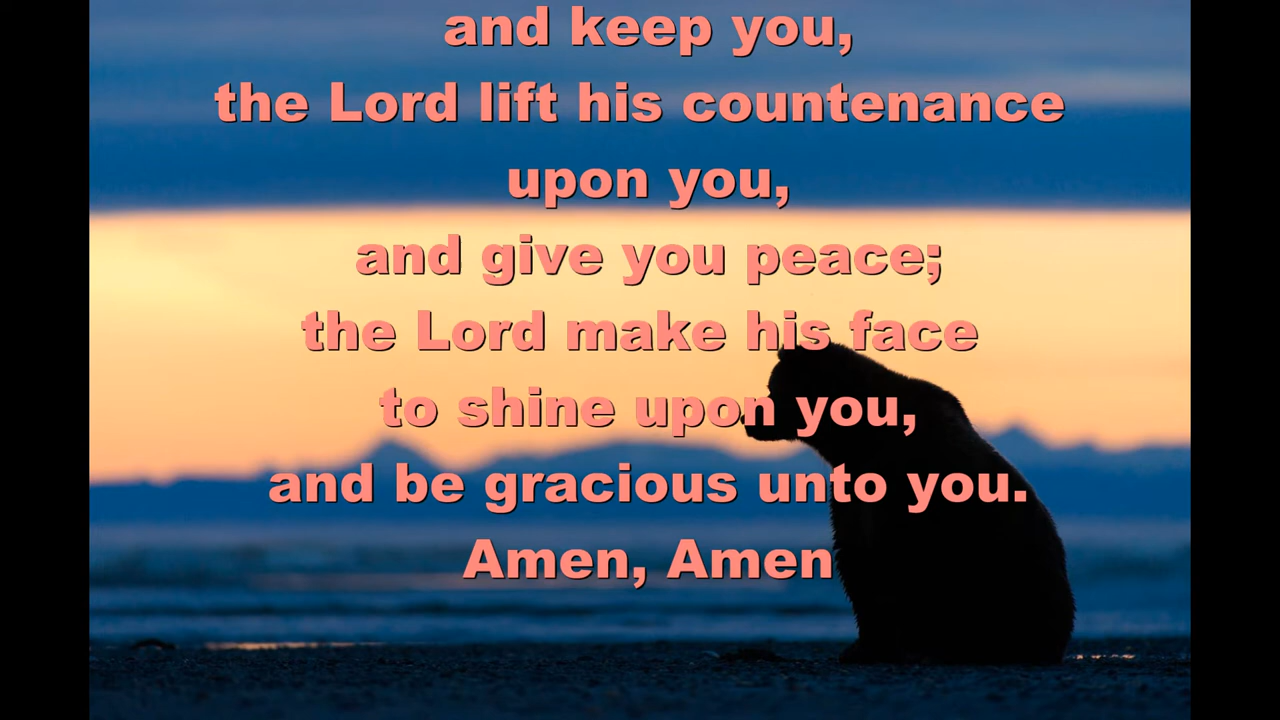 and keep you,
the Lord lift his countenance
upon you,
and give you peace;
the Lord make his face
to shine upon you,
and be gracious unto you.
Amen, Amen